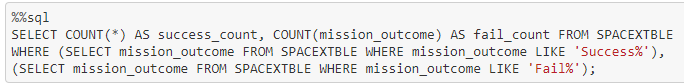 %%sql
SELECT COUNT(*) AS success_count, COUNT(mission_outcome) AS fail_count FROM SPACEXTBLE
WHERE (SELECT mission_outcome FROM SPACEXTBLE WHERE mission_outcome LIKE 'Success%'),
(SELECT mission_outcome FROM SPACEXTBLE WHERE mission_outcome LIKE 'Fail%');